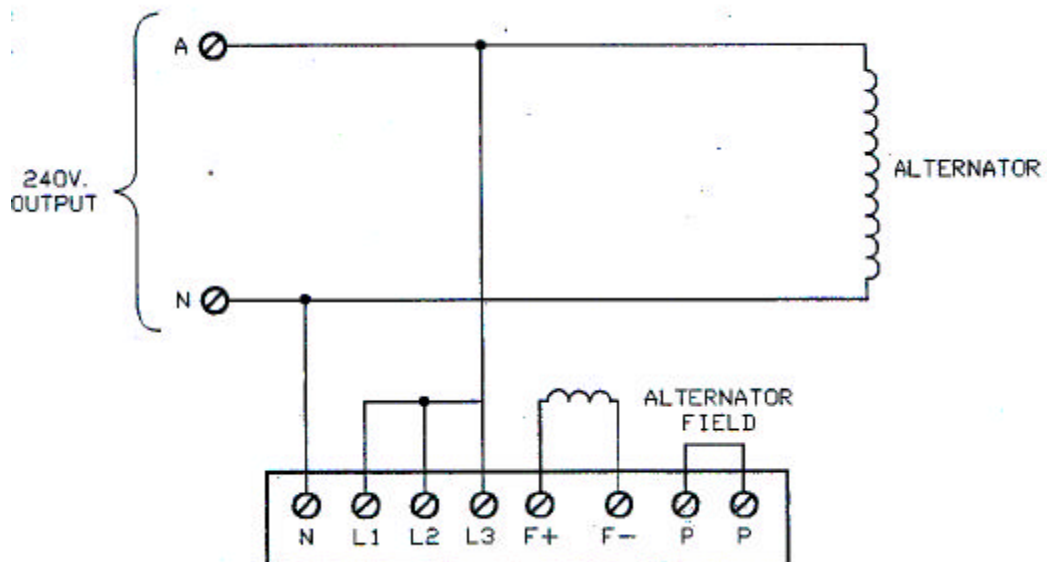 A
240V.
OUTPUT
ALTERNATOR
N
ALTERNATOR
FIELD
N L1 L2 L3 F+ F- P P